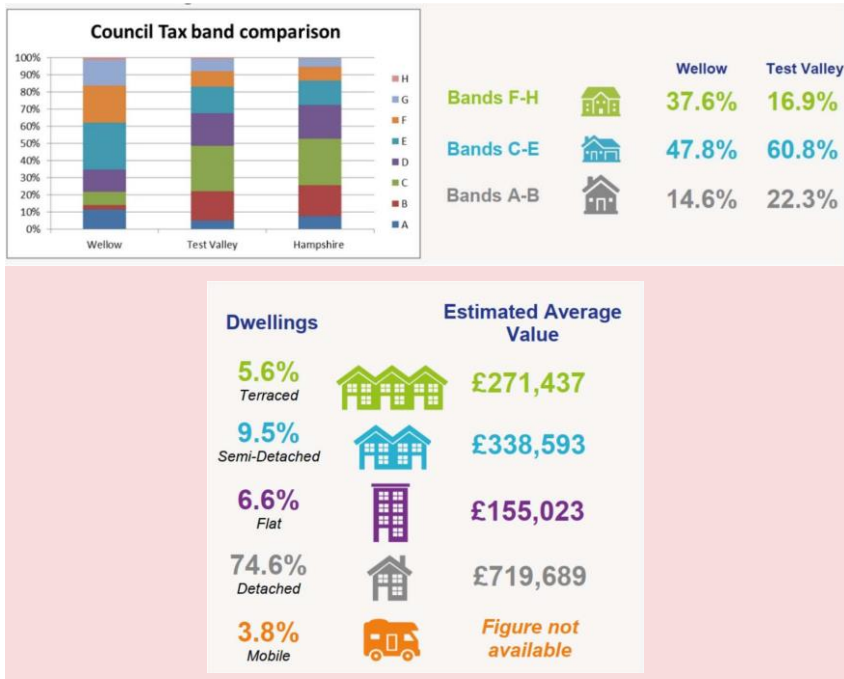 Council Tax band comparison
100%
90%
80%
70%
60%
50%
40%
30%
20%
10%
0%
Wellow Test Valley Hampshire
H
G
F
E
D
C
B
A
Wellow Test Valley
Bands F-H 37.6% 16.9%
Bands C-E 47.8% 60.8%
Bands A-B 14.6% 22.3%
Dwellings
Estimated Average
Value
5.6%
Terraced
£271,437
9.5%
Semi-Detached
£338,593
6.6%
Flat
£155,023
74.6%
Detached
£719,689
3.8%
Mobile
Figure not
available